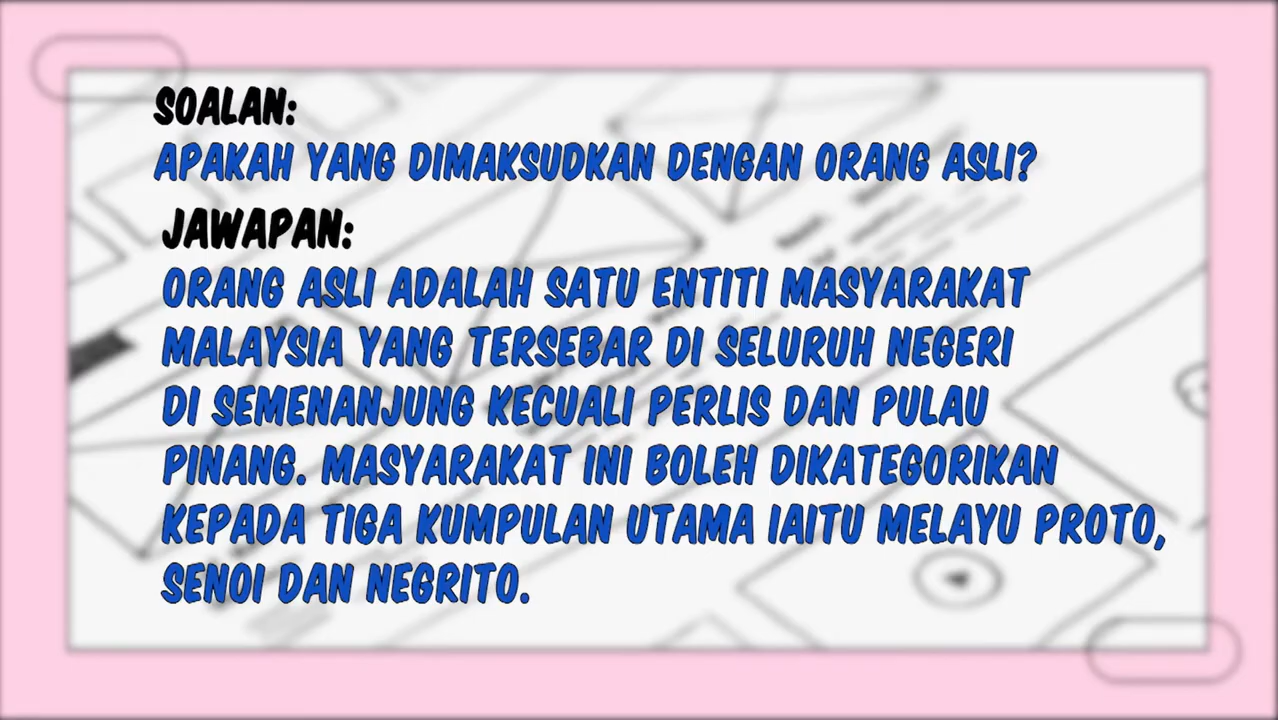 SOALAN:
APAKAH YANG DIMAKSUDKAN DENGAN ORANG ASLI?
JAWAPAN:
ORANG ASLI ADALAH SATU ENTITI MASYARAKAT
MALAYSIA YANG TERSEBAR DI SELURUH NEGERI
DI SEMENANJUNG KECUALI PERLIS DAN PULAU
PINANG. MASYARAKAT INI BOLEH DIKATEGORIKAN
KEPADA TIGA KUMPULAN UTAMA IAITU MELAYU PROTO,
SENOI DAN NEGRITO.